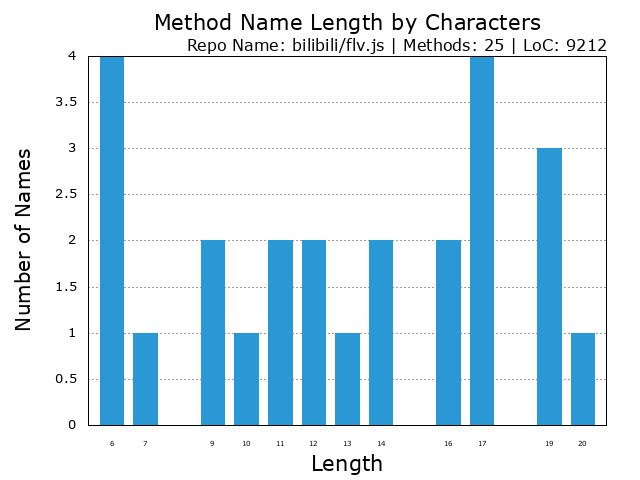 Method Name Length by Characters
Repo Name: bilibili/flv.js | Methods: 25 | LoC: 9212
Number of Names
4
3.5
3
2.5
2
1.5
1
0.5
0
6 7 9 10 11 12 13 14 16 17 19 20
Length